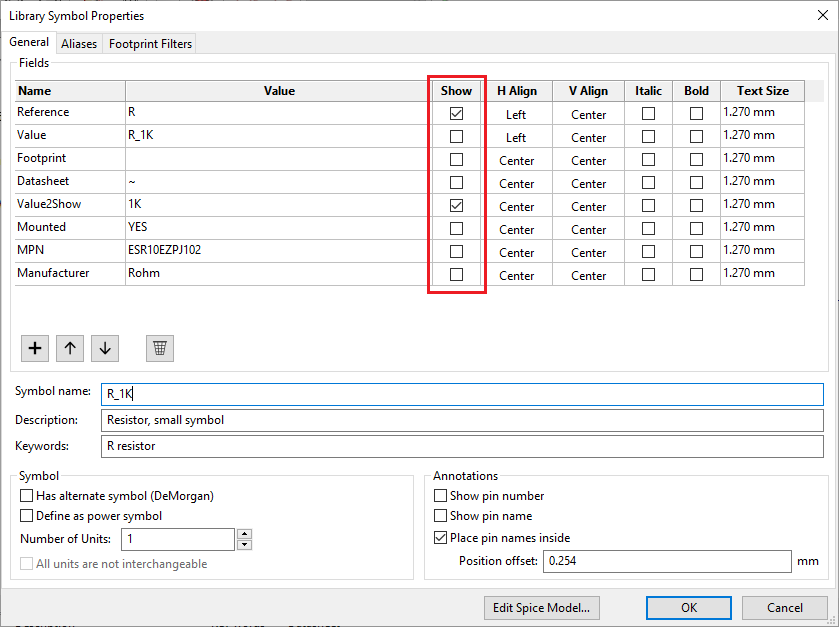 Library Symbol Properties
General Aliases Footprint Filters
Fields
Name Value Show H Align V Align Italic Bold Text Size
Reference R Left Center 1.270 mm
Value R_1K Left Center 1.270 mm
Footprint Center Center 1.270 mm
Datasheet ~ Center Center 1.270 mm
Value2Show 1K Center Center 1.270 mm
Mounted YES Center Center 1.270 mm
MPN ESR10EZPJ102 Center Center 1.270 mm
Manufacturer Rohm Center Center 1.270 mm
Symbol name: R_1K
Description: Resistor, small symbol
Keywords: R resistor
Symbol
Has alternate symbol (DeMorgan)
Define as power symbol
Number of Units: 1
All units are not interchangeable
Annotations
Show pin number
Show pin name
Place pin names inside
Position offset: 0.254 mm
Edit Spice Model... OK Cancel